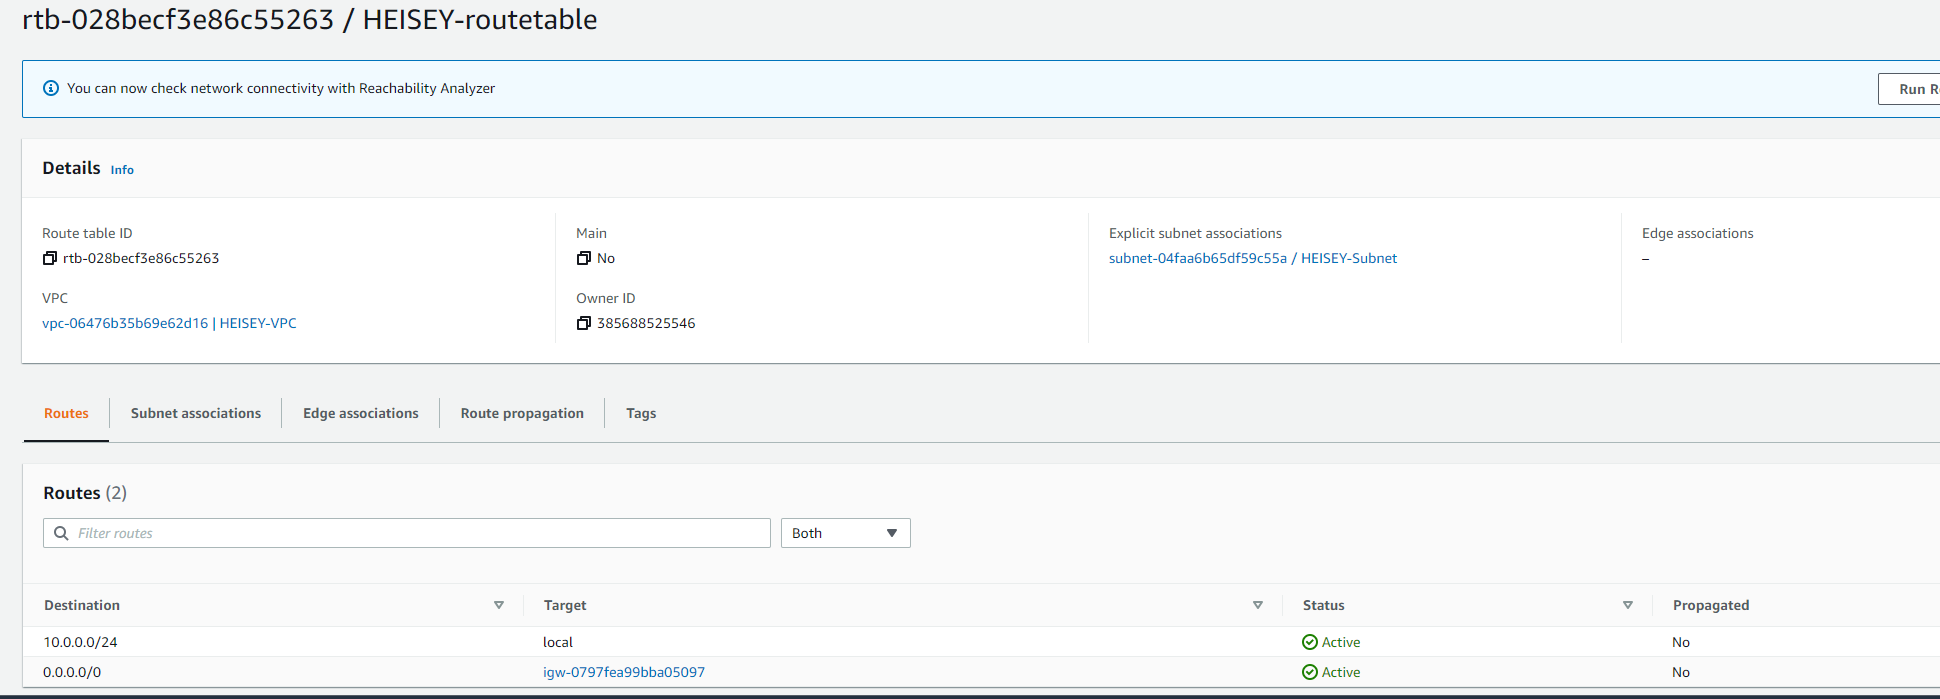 rtb-028becf3e86c55263 / HEISEY-routetable
You can now check network connectivity with Reachability Analyzer
Run R
Details Info
Route table ID
rtb-028becf3e86c55263
Main
No
Explicit subnet associations
subnet-04faa6b65df59c55a / HEISEY-Subnet
Edge associations
–
VPC
vpc-06476b35b69e62d16 | HEISEY-VPC
Owner ID
385688525546
Routes Subnet associations Edge associations Route propagation Tags
Routes (2)
Filter routes Both
Destination Target Status Propagated
10.0.0.0/24 local Active No
0.0.0.0/0 igw-0797fea99bba05097 Active No